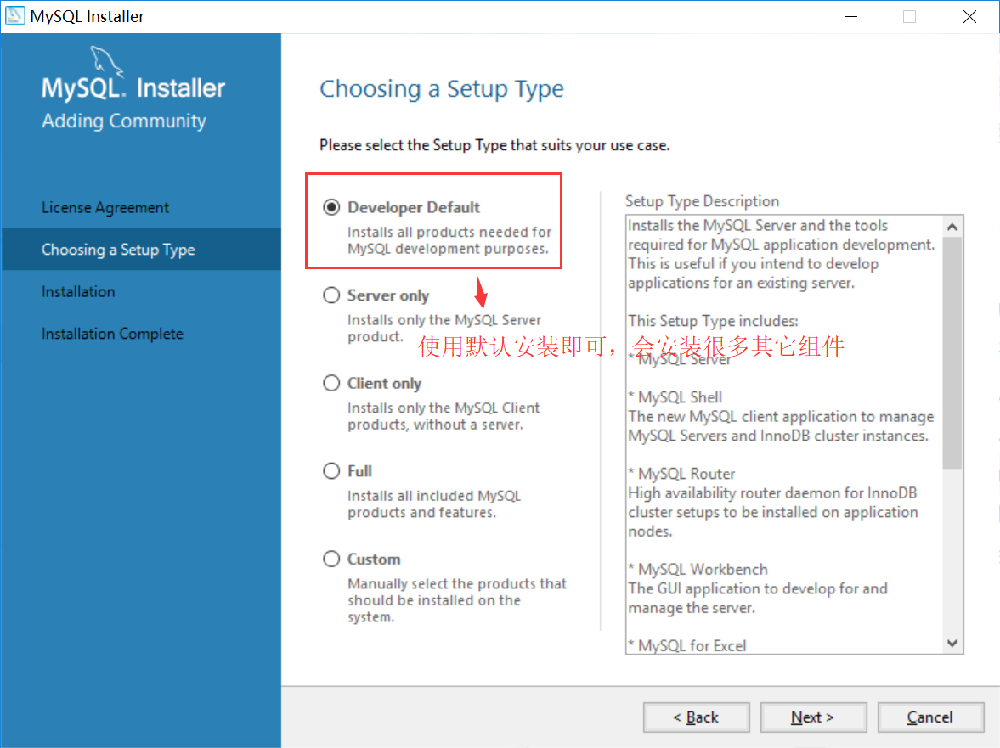 MySQL Installer
MySQL. Installer
Adding Community
License Agreement
Choosing a Setup Type
Installation
Installation Complete
Choosing a Setup Type
Please select the Setup Type that suits your use case.
Developer Default
Installs all products needed for
MySQL development purposes.
Server only
Installs only the MySQL Server
product.
使用默认安装即可，会安装很多其它组件
Client only
Installs only the MySQL Client
products, without a server.
Full
Installs all included MySQL
products and features.
Custom
Manually select the products that
should be installed on the
system.
Setup Type Description
Installs the MySQL Server and the tools
required for MySQL application development.
This is useful if you intend to develop
applications for an existing server.
This Setup Type includes:
* MySQL Server
* MySQL Shell
The new MySQL client application to manage
MySQL Servers and InnoDB cluster instances.
* MySQL Router
High availability router daemon for InnoDB
cluster setups to be installed on application
nodes.
* MySQL Workbench
The GUI application to develop for and
manage the server.
* MySQL for Excel
< Back
Next >
Cancel